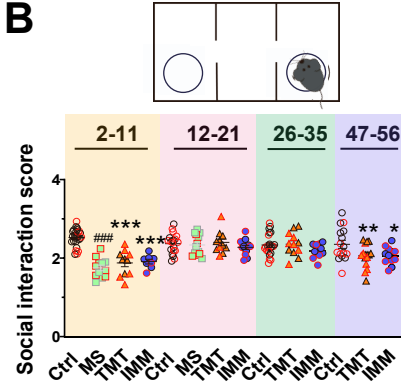 B
2-11 12-21 26-35 47-56
Social interaction score
4
2
0
### *** *** ** *
Ctrl MS TMT IMM Ctrl MS TMT IMM Ctrl TMT IMM Ctrl TMT IMM